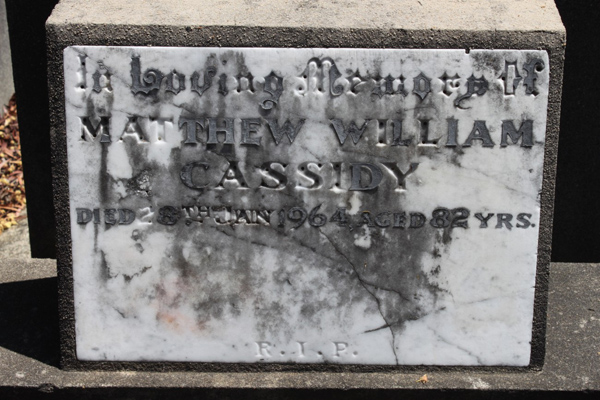 In Loving Memory Of
MATTHEW WILLIAM
CASSIDY
DIED 28TH JAN 1964 AGED 82 YRS.
R.I.P.